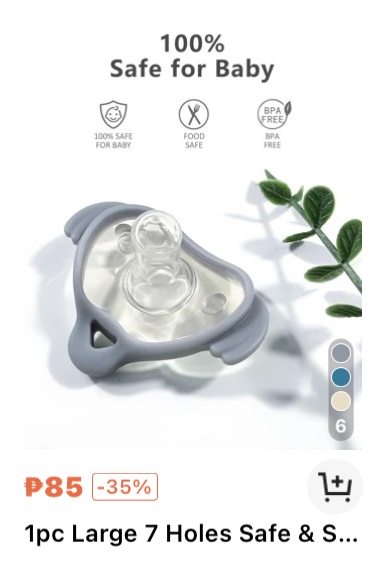 100%
Safe for Baby
100% SAFE
FOR BABY
FOOD
SAFE
BPA
FREE
BPA
FREE
6
₱85 -35%
1pc Large 7 Holes Safe & S...